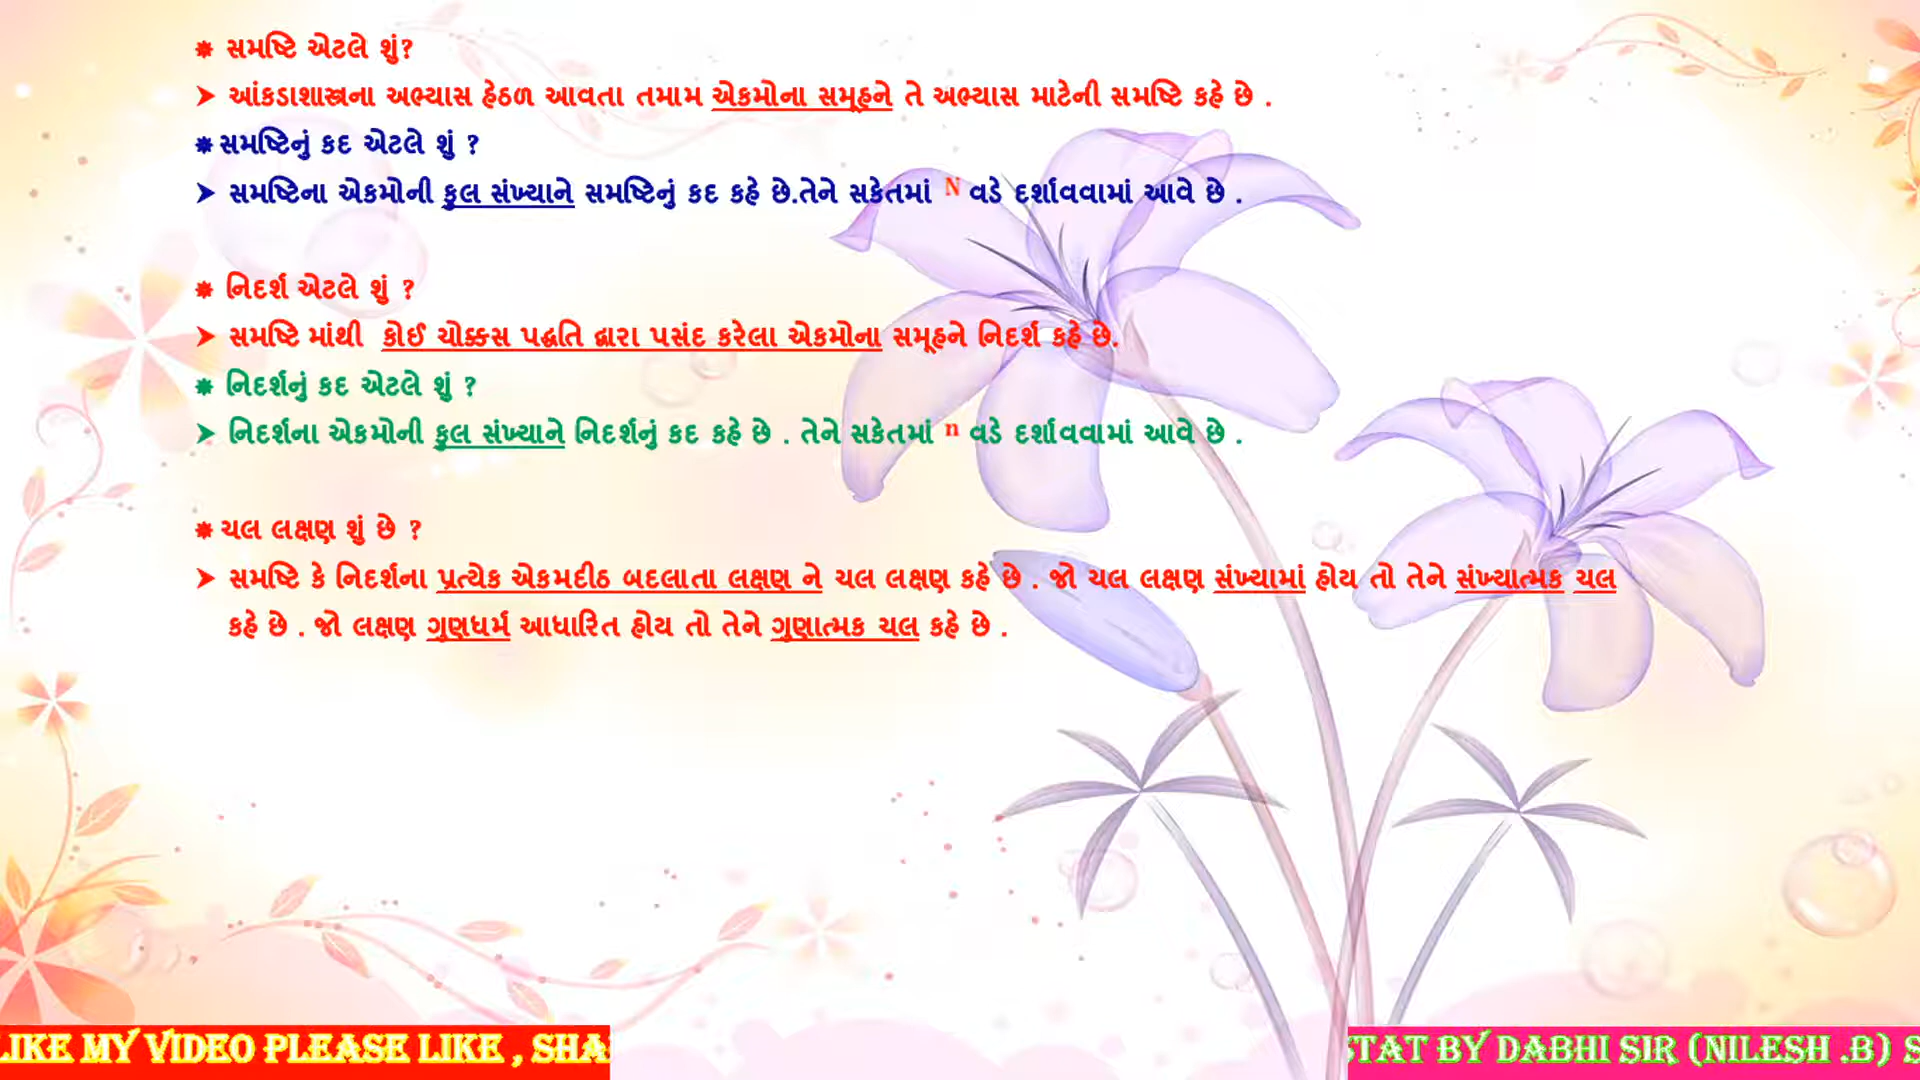 ⁕ સમષ્ટિ એટલે શું?
➤ આંકડાશાસ્ત્રના અભ્યાસ હેઠળ આવતા તમામ એકમોના સમૂહને તે અભ્યાસ માટેની સમષ્ટિ કહે છે .
⁕ સમષ્ટિનું કદ એટલે શું ?
➤ સમષ્ટિના એકમોની કુલ સંખ્યાને સમષ્ટિનું કદ કહે છે.તેને સકેતમાં N વડે દર્શાવવામાં આવે છે .
⁕ નિદર્શ એટલે શું ?
➤ સમષ્ટિ માંથી કોઈ ચોક્કસ પદ્ધતિ દ્વારા પસંદ કરેલા એકમોના સમૂહને નિદર્શ કહે છે.
⁕ નિદર્શનું કદ એટલે શું ?
➤ નિદર્શના એકમોની કુલ સંખ્યાને નિદર્શનું કદ કહે છે . તેને સકેતમાં n વડે દર્શાવવામાં આવે છે .
⁕ ચલ લક્ષણ શું છે ?
➤ સમષ્ટિ કે નિદર્શના પ્રત્યેક એકમદીઠ બદલાતા લક્ષણ ને ચલ લક્ષણ કહે છે . જો ચલ લક્ષણ સંખ્યામાં હોય તો તેને સંખ્યાત્મક ચલ
કહે છે . જો લક્ષણ ગુણધર્મ આધારિત હોય તો તેને ગુણાત્મક ચલ કહે છે .
LIKE MY VIDEO PLEASE LIKE , SHA
STAT BY DABHI SIR (NILESH .B) S